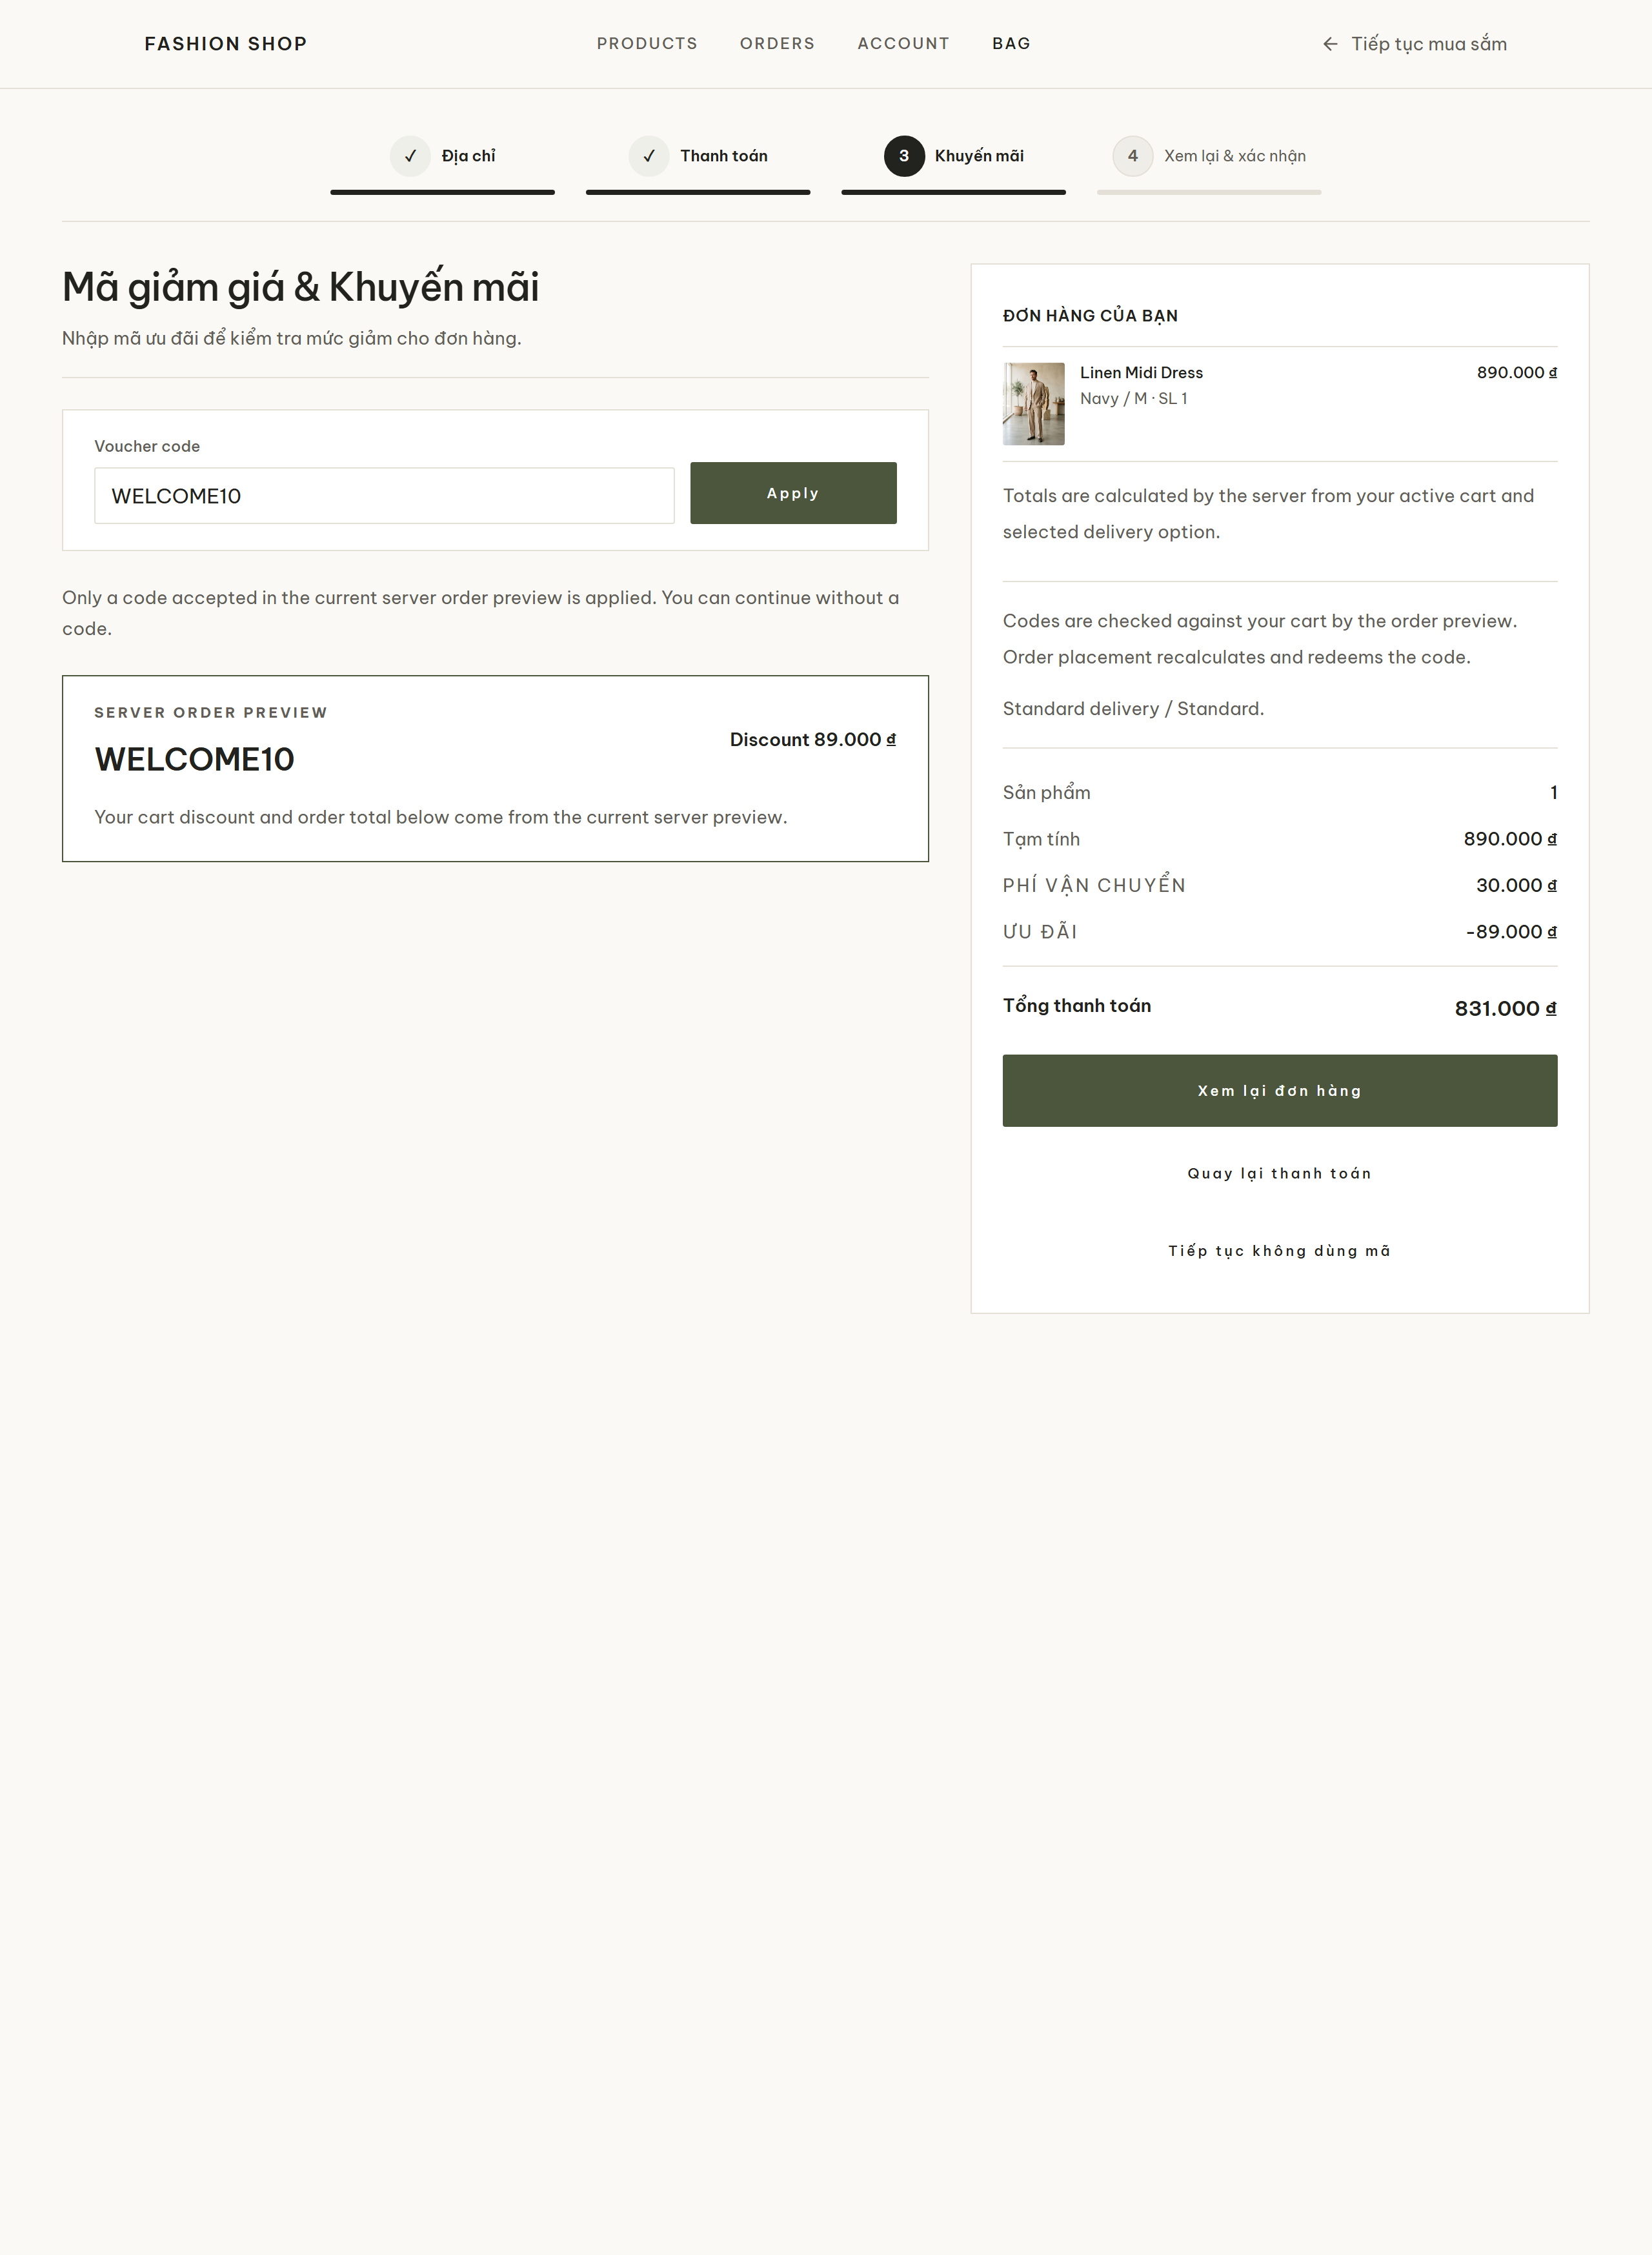 FASHION SHOP
PRODUCTS
ORDERS
ACCOUNT
BAG
← Tiếp tục mua sắm
✓ Địa chỉ
✓ Thanh toán
3 Khuyến mãi
4 Xem lại & xác nhận
Mã giảm giá & Khuyến mãi
Nhập mã ưu đãi để kiểm tra mức giảm cho đơn hàng.
Voucher code
WELCOME10
Apply
Only a code accepted in the current server order preview is applied. You can continue without a
code.
SERVER ORDER PREVIEW
WELCOME10
Discount 89.000 ₫
Your cart discount and order total below come from the current server preview.
ĐƠN HÀNG CỦA BẠN
Linen Midi Dress
890.000 ₫
Navy / M · SL 1
Totals are calculated by the server from your active cart and
selected delivery option.
Codes are checked against your cart by the order preview.
Order placement recalculates and redeems the code.
Standard delivery / Standard.
Sản phẩm 1
Tạm tính 890.000 ₫
PHÍ VẬN CHUYỂN 30.000 ₫
ƯU ĐÃI -89.000 ₫
Tổng thanh toán 831.000 ₫
Xem lại đơn hàng
Quay lại thanh toán
Tiếp tục không dùng mã